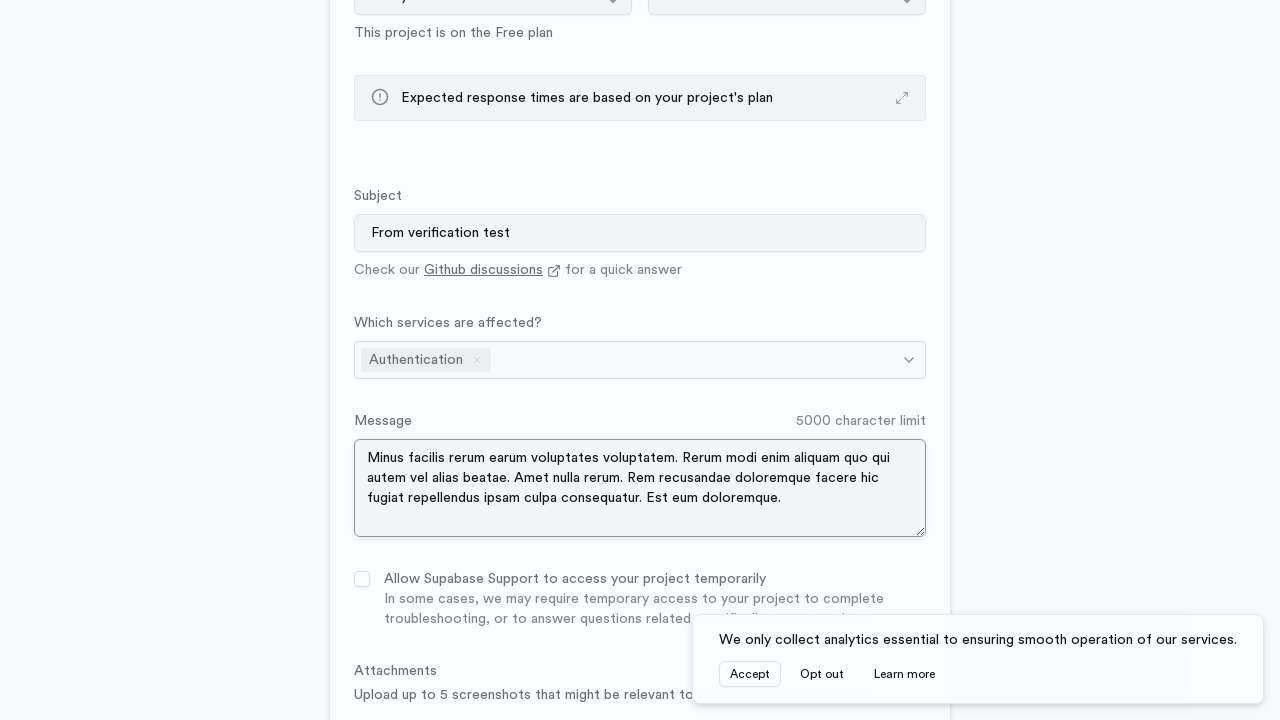 This project is on the Free plan
Expected response times are based on your project's plan
Subject
From verification test
Check our Github discussions for a quick answer
Which services are affected?
Authentication
Message
5000 character limit
Minus facilis rerum earum voluptates voluptatem. Rerum modi enim aliquam quo qui
autem vel alias beatae. Amet nulla rerum. Rem recusandae doloremque facere hic
fugiat repellendus ipsam culpa consequatur. Est eum doloremque.
Allow Supabase Support to access your project temporarily
In some cases, we may require temporary access to your project to complete
troubleshooting, or to answer questions related
We only collect analytics essential to ensuring smooth operation of our services.
Accept
Opt out
Learn more
Attachments
Upload up to 5 screenshots that might be relevant to